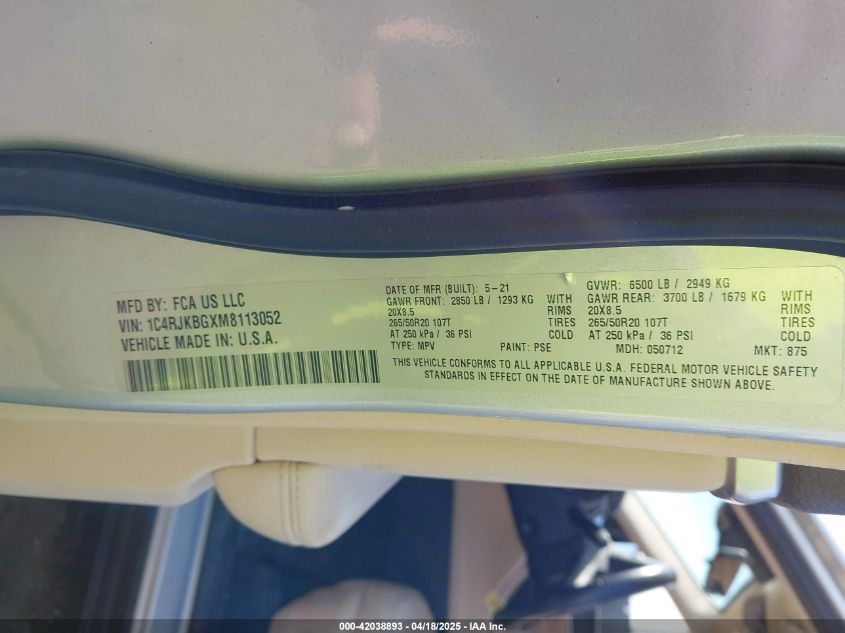 MFD BY: FCA US LLC
VIN: 1C4RJKBGXM8113052
VEHICLE MADE IN: U.S.A.
DATE OF MFR (BUILT): 5-21
GAWR FRONT: 2850 LB / 1293 KG WITH
20X8.5 RIMS
265/50R20 107T TIRES
AT 250 kPa / 36 PSI COLD
TYPE: MPV PAINT: PSE
GVWR: 6500 LB / 2949 KG
GAWR REAR: 3700 LB / 1679 KG WITH
20X8.5 RIMS
265/50R20 107T TIRES
AT 250 kPa / 36 PSI COLD
MDH: 050712 MKT: 875
THIS VEHICLE CONFORMS TO ALL APPLICABLE U.S.A. FEDERAL MOTOR VEHICLE SAFETY
STANDARDS IN EFFECT ON THE DATE OF MANUFACTURE SHOWN ABOVE.
000-42038893 - 04/18/2025 - IAA Inc.